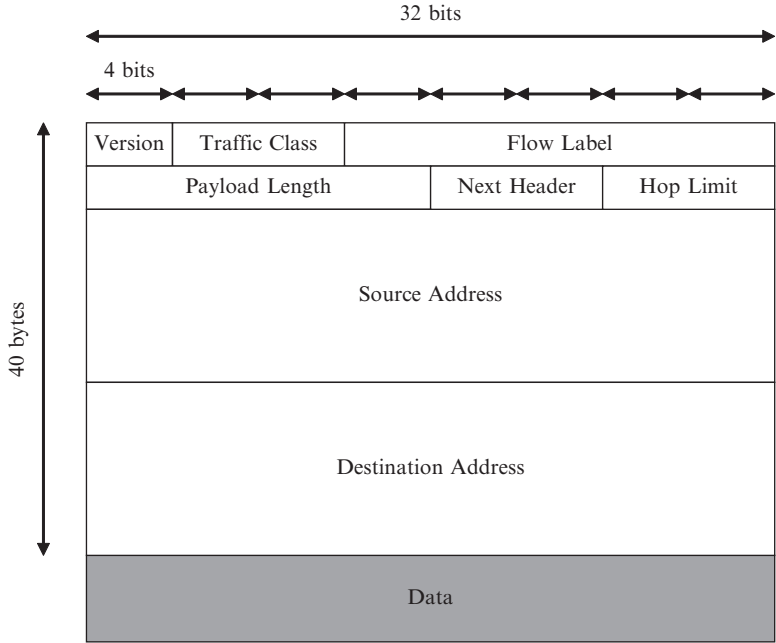 32 bits
4 bits
Version Traffic Class Flow Label
Payload Length Next Header Hop Limit
Source Address
40 bytes
Destination Address
Data